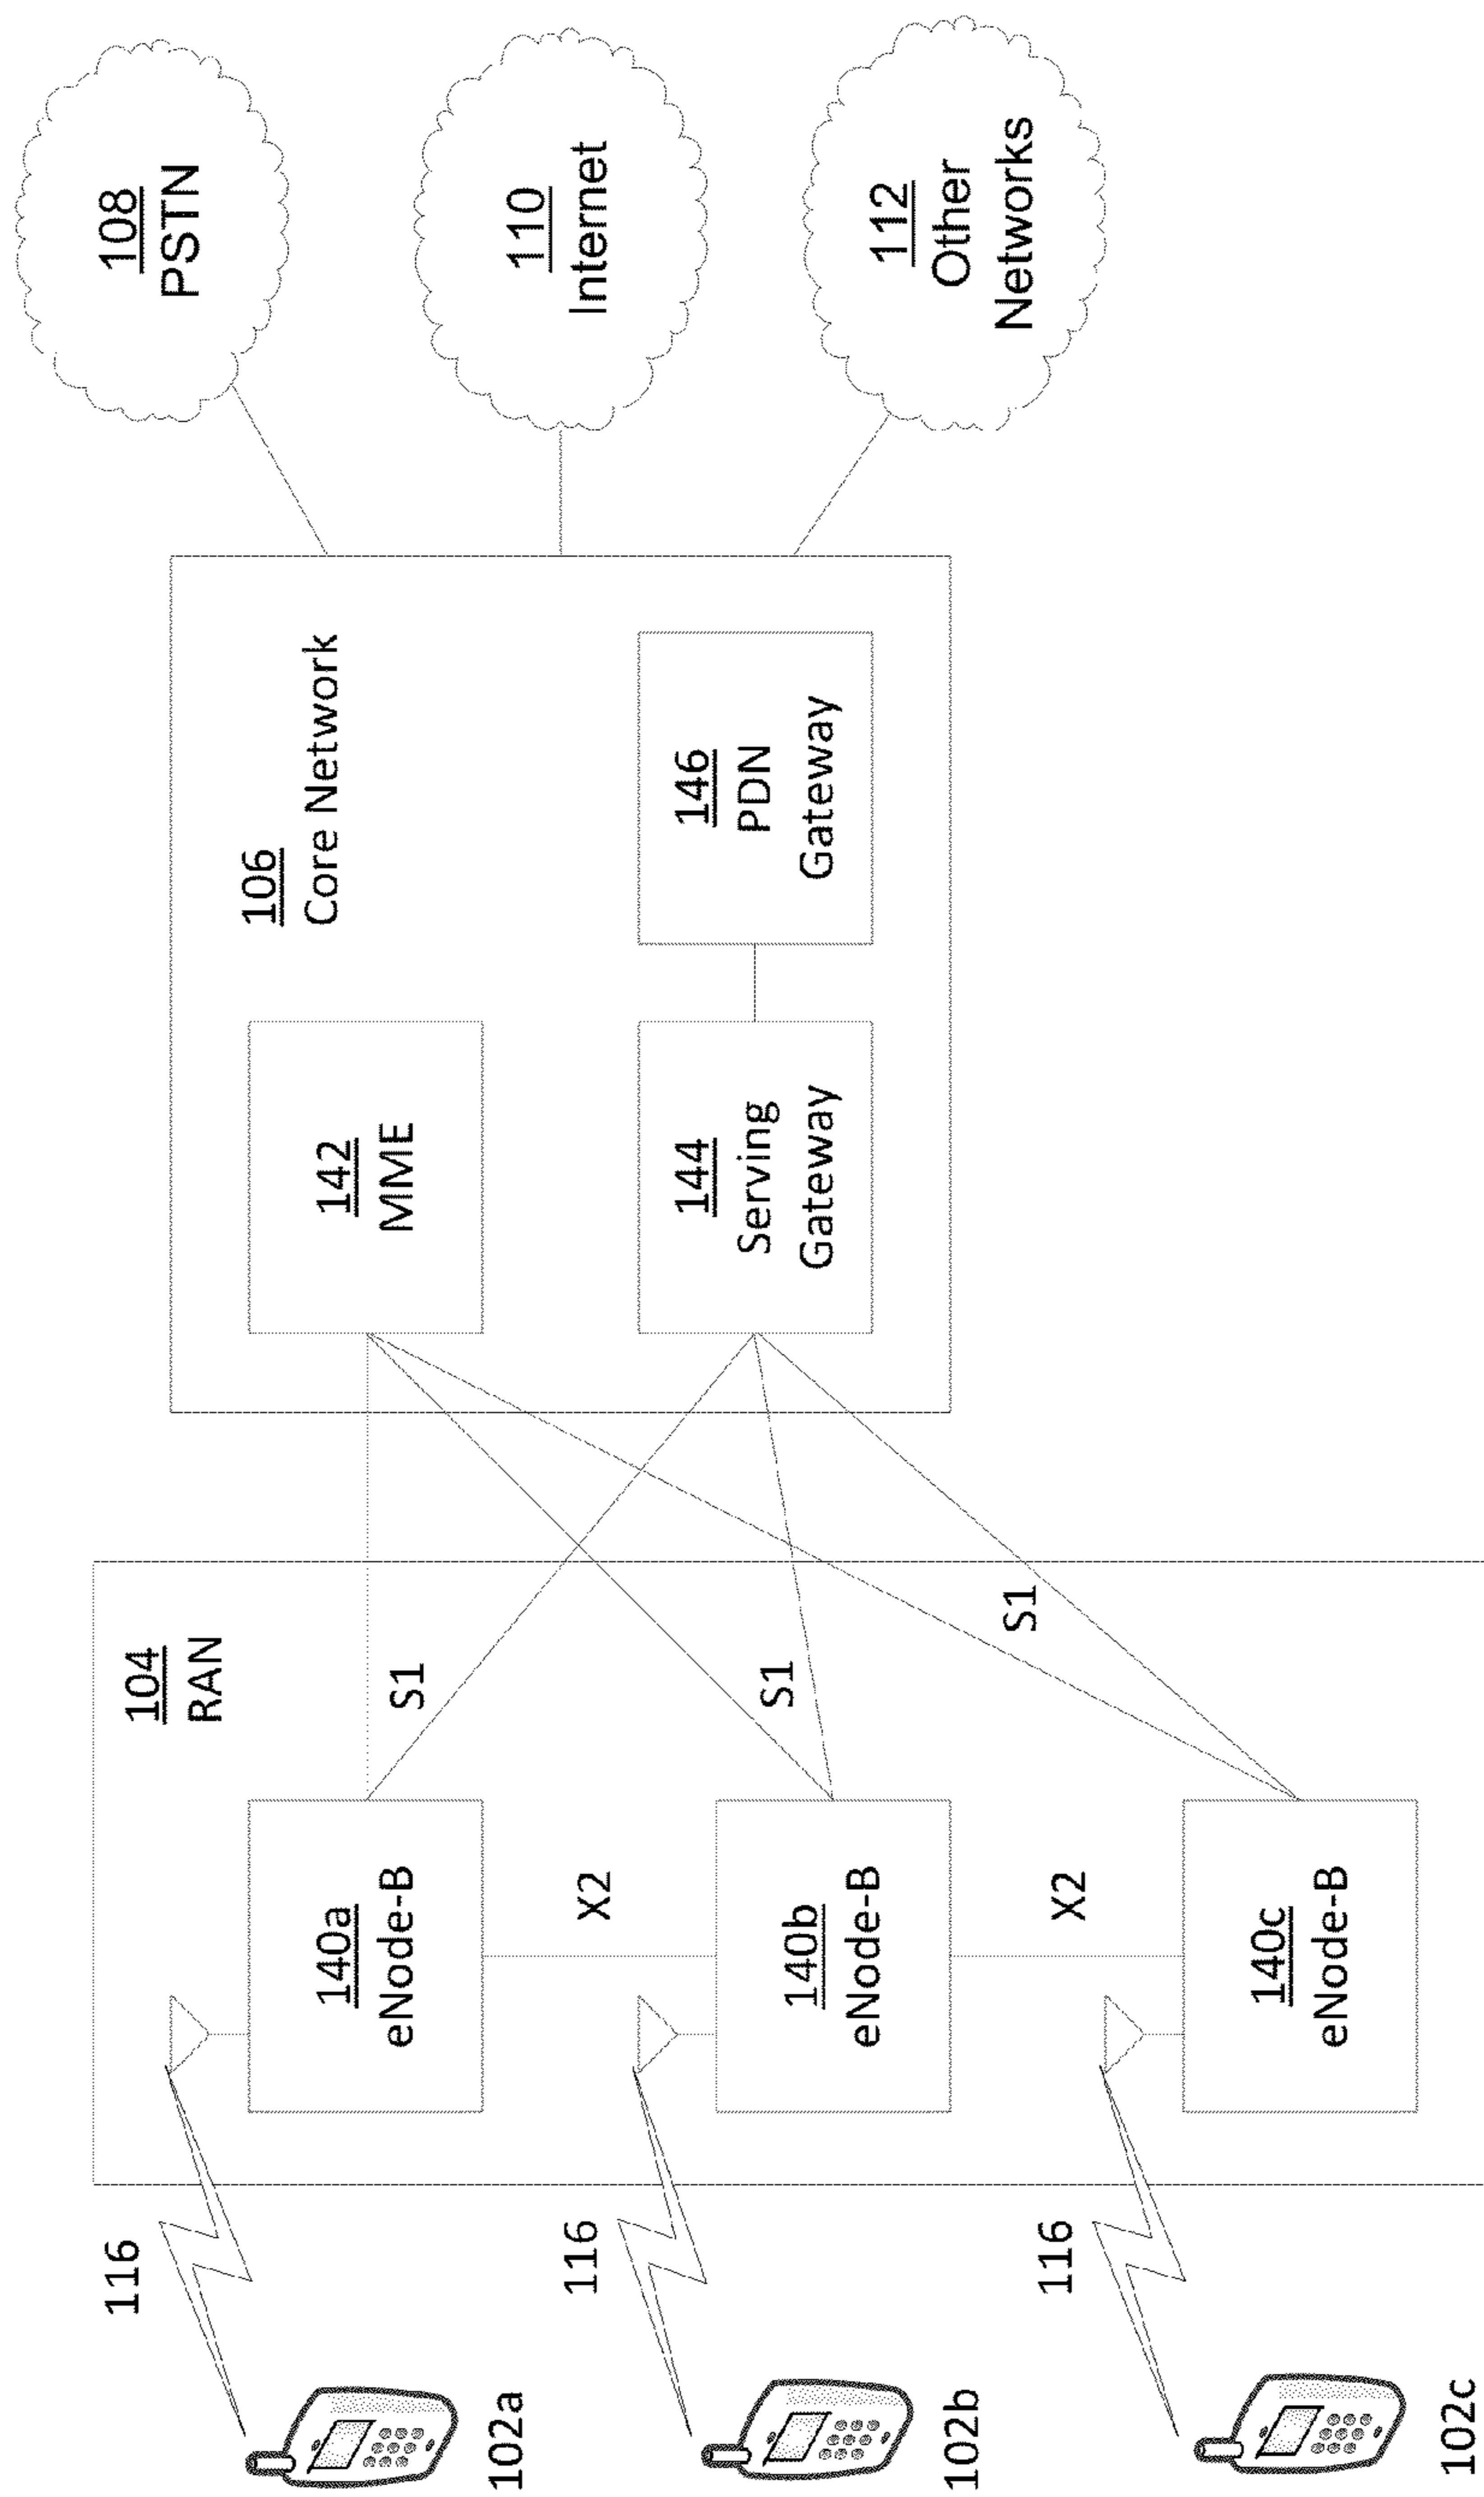 116
102a
116
102b
116
102c
104
RAN
140a
eNode-B
S1
X2
140b
eNode-B
S1
X2
140c
eNode-B
S1
106
Core Network
142
MME
144
Serving
Gateway
146
PDN
Gateway
108
PSTN
110
Internet
112
Other
Networks